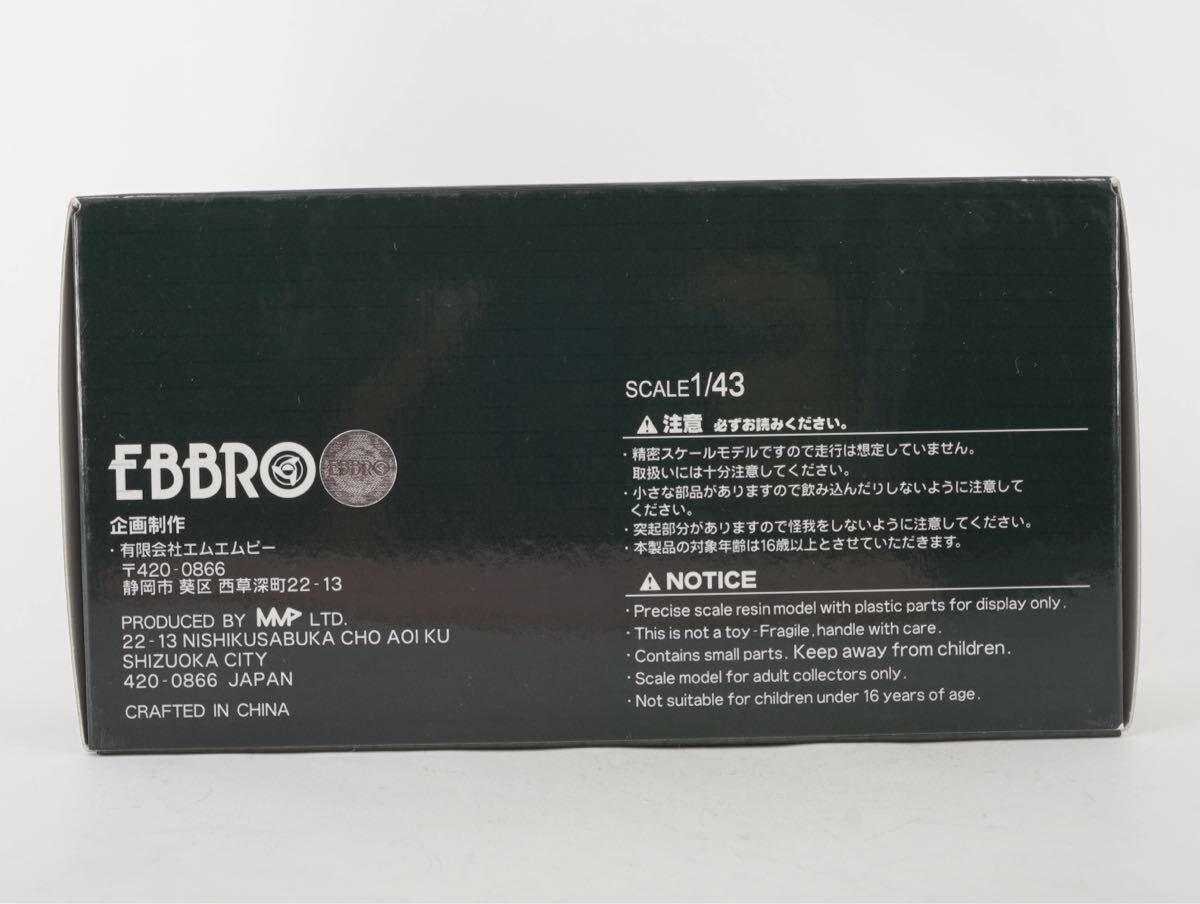 EBBRO
EBBRO
企画制作
・有限会社エムエムピー
〒420-0866
静岡市 葵区 西草深町22-13
PRODUCED BY MMP LTD.
22-13 NISHIKUSABUKA CHO AOI KU
SHIZUOKA CITY
420-0866 JAPAN
CRAFTED IN CHINA
SCALE1/43
注意 必ずお読みください。
・精密スケールモデルですので走行は想定していません。
取扱いには十分注意してください。
・小さな部品がありますので飲み込んだりしないように注意して
ください。
・突起部分がありますので怪我をしないように注意してください。
・本製品の対象年齢は16歳以上とさせていただきます。
NOTICE
・Precise scale resin model with plastic parts for display only.
・This is not a toy-Fragile, handle with care.
・Contains small parts. Keep away from children.
・Scale model for adult collectors only.
・Not suitable for children under 16 years of age.